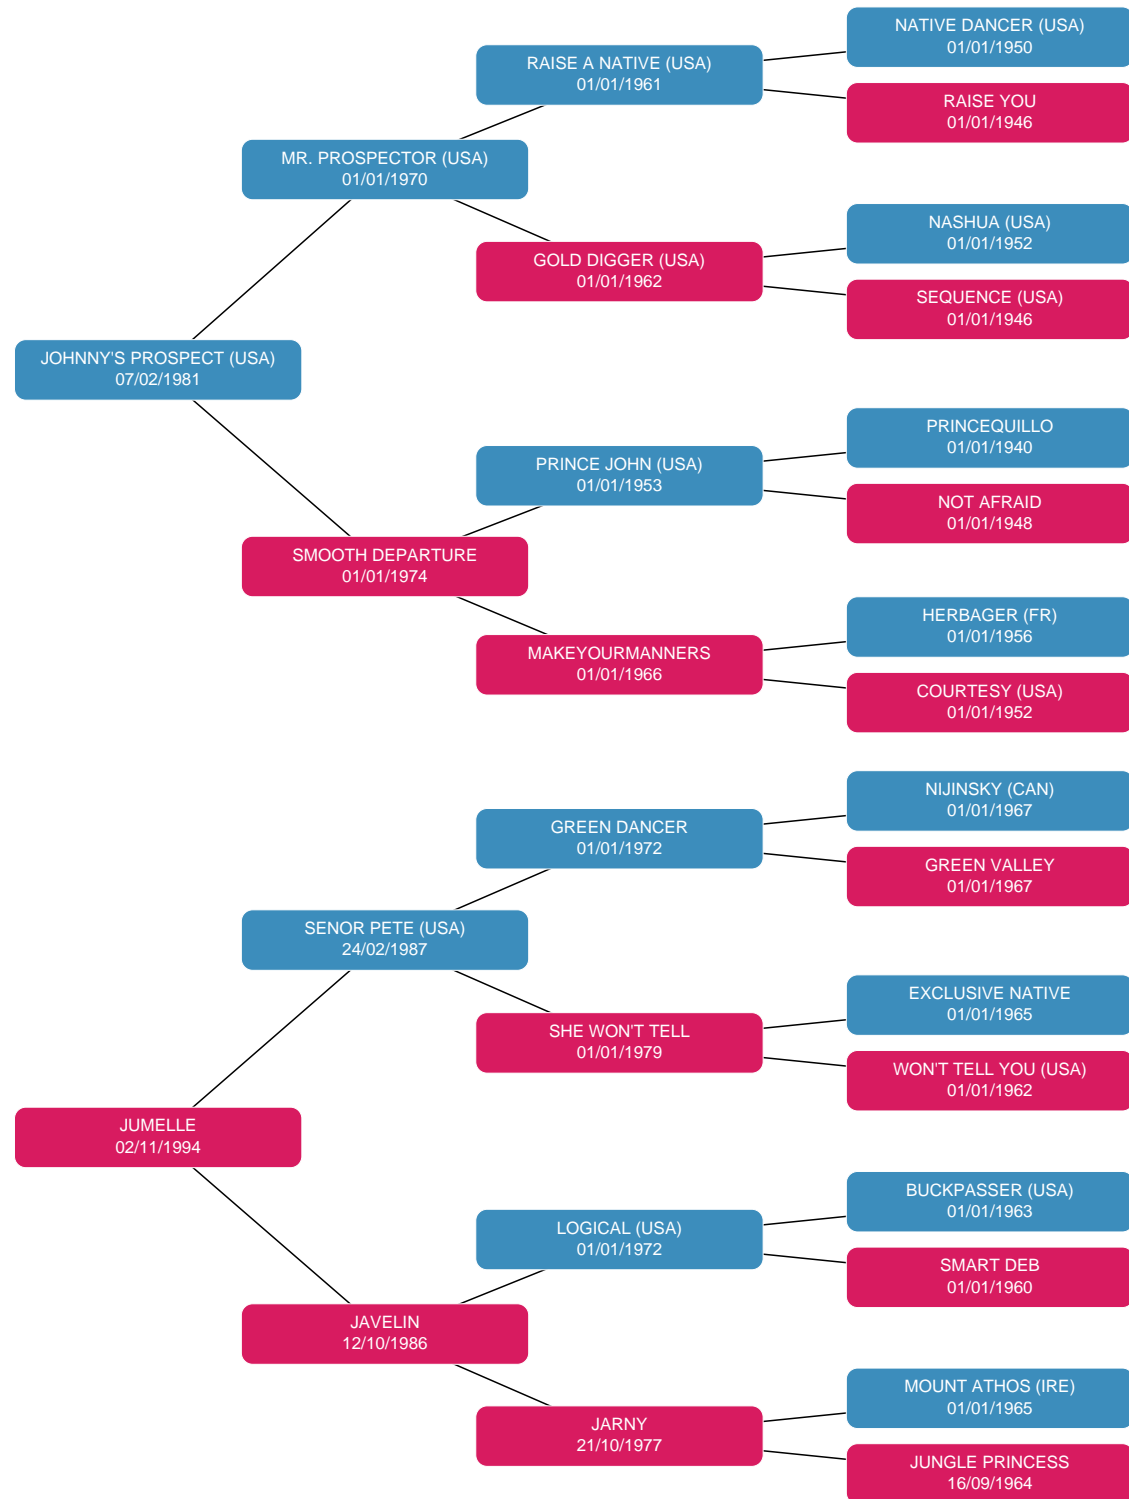 NATIVE DANCER (USA)
01/01/1950
RAISE A NATIVE (USA)
01/01/1961
RAISE YOU
01/01/1946
MR. PROSPECTOR (USA)
01/01/1970
NASHUA (USA)
01/01/1952
GOLD DIGGER (USA)
01/01/1962
SEQUENCE (USA)
01/01/1946
JOHNNY'S PROSPECT (USA)
07/02/1981
PRINCEQUILLO
01/01/1940
PRINCE JOHN (USA)
01/01/1953
NOT AFRAID
01/01/1948
SMOOTH DEPARTURE
01/01/1974
HERBAGER (FR)
01/01/1956
MAKEYOURMANNERS
01/01/1966
COURTESY (USA)
01/01/1952
NIJINSKY (CAN)
01/01/1967
GREEN DANCER
01/01/1972
GREEN VALLEY
01/01/1967
SENOR PETE (USA)
24/02/1987
EXCLUSIVE NATIVE
01/01/1965
SHE WON'T TELL
01/01/1979
WON'T TELL YOU (USA)
01/01/1962
JUMELLE
02/11/1994
BUCKPASSER (USA)
01/01/1963
LOGICAL (USA)
01/01/1972
SMART DEB
01/01/1960
JAVELIN
12/10/1986
MOUNT ATHOS (IRE)
01/01/1965
JARNY
21/10/1977
JUNGLE PRINCESS
16/09/1964